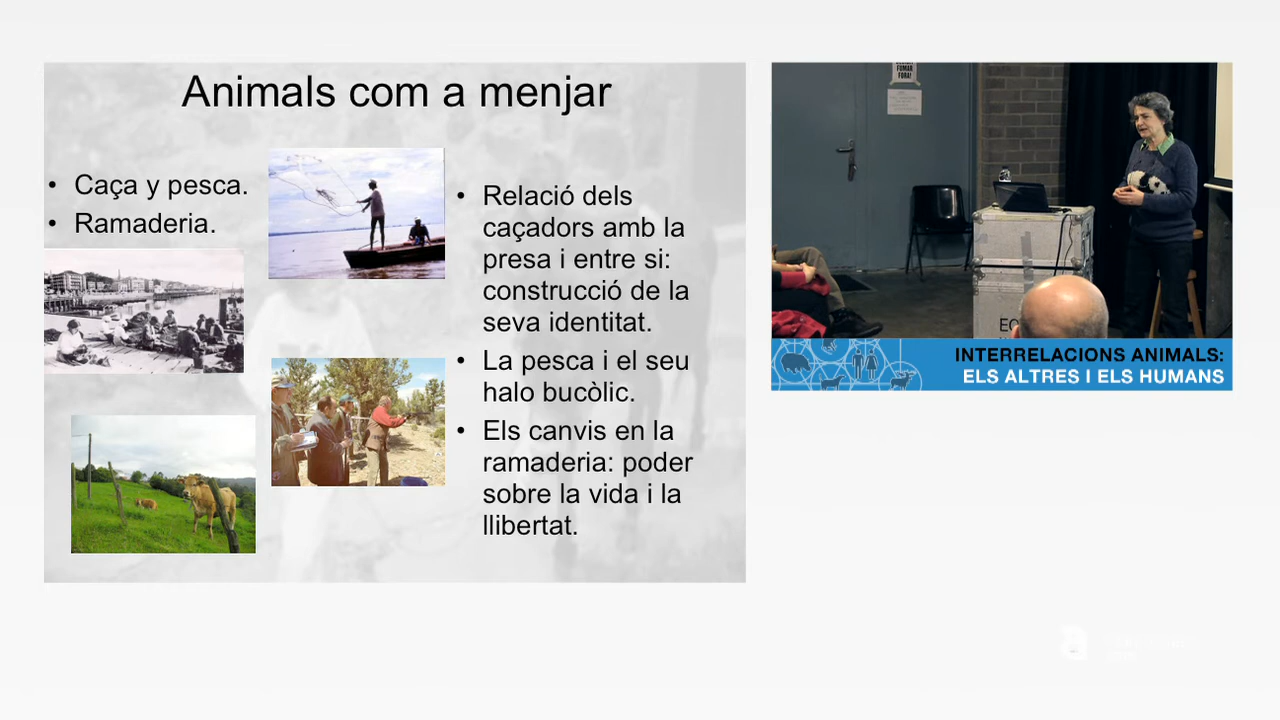 Animals com a menjar
• Caça y pesca.
• Ramaderia.
• Relació dels
caçadors amb la
presa i entre si:
construcció de la
seva identitat.
• La pesca i el seu
halo bucòlic.
• Els canvis en la
ramaderia: poder
sobre la vida i la
llibertat.
FUMAR
FORA!
INTERRELACIONS ANIMALS:
ELS ALTRES I ELS HUMANS